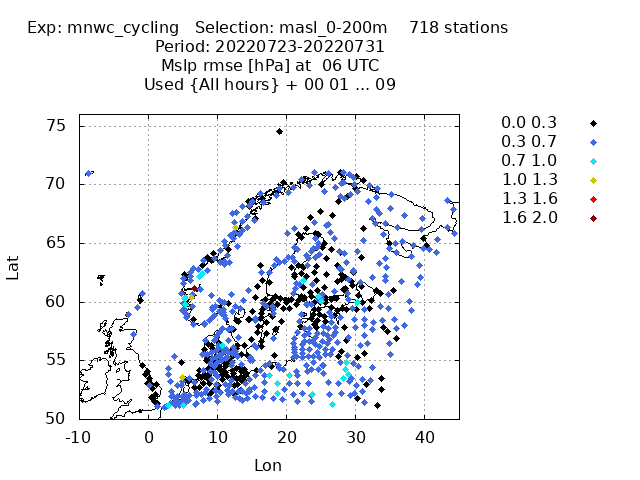 Exp: mnwc_cycling   Selection: masl_0-200m    718 stations
Period: 20220723-20220731
Mslp rmse [hPa] at  06 UTC
Used {All hours} + 00 01 ... 09
0.0 0.3
0.3 0.7
0.7 1.0
1.0 1.3
1.3 1.6
1.6 2.0
75
70
65
60
55
50
Lat
-10 0 10 20 30 40
Lon